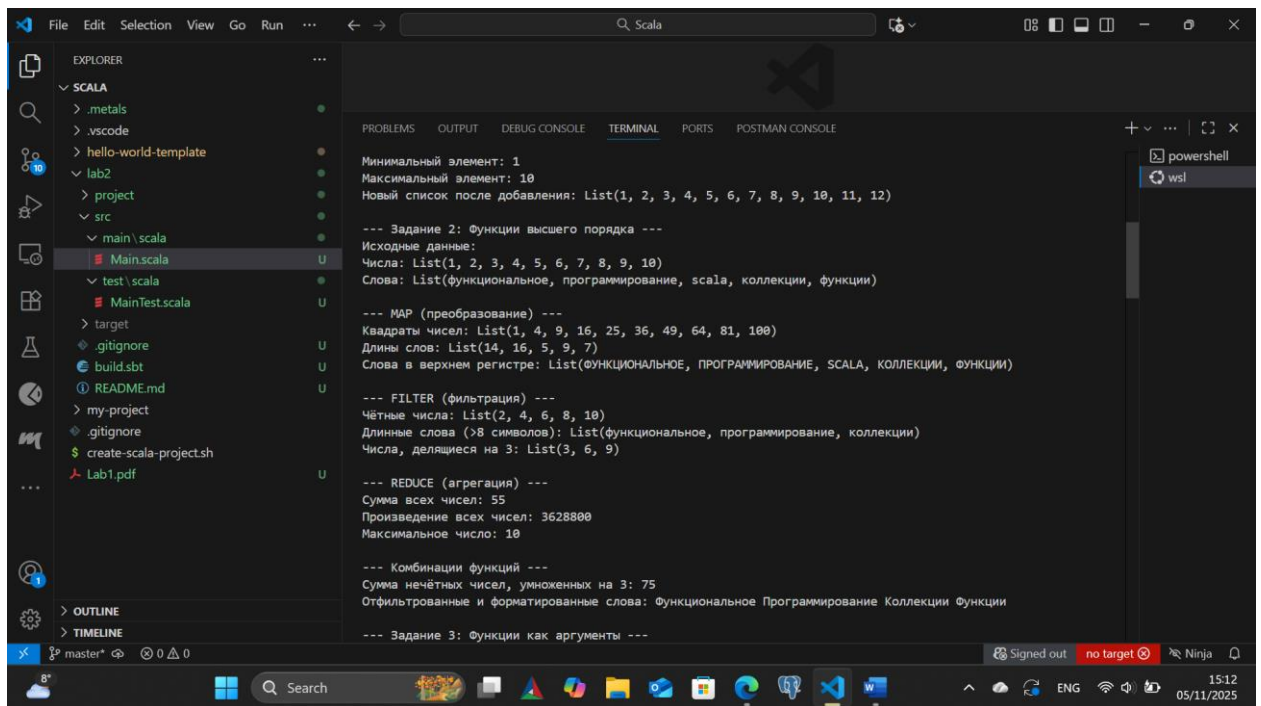 File Edit Selection View Go Run ··· Scala
EXPLORER
SCALA
.metals
.vscode
hello-world-template
lab2
project
src
main\scala
Main.scala U
test\scala
MainTest.scala U
target
.gitignore U
build.sbt U
README.md U
my-project
.gitignore
create-scala-project.sh
Lab1.pdf U
OUTLINE
TIMELINE
10
1
PROBLEMS OUTPUT DEBUG CONSOLE TERMINAL PORTS POSTMAN CONSOLE
powershell
wsl
Минимальный элемент: 1
Максимальный элемент: 10
Новый список после добавления: List(1, 2, 3, 4, 5, 6, 7, 8, 9, 10, 11, 12)
--- Задание 2: Функции высшего порядка ---
Исходные данные:
Числа: List(1, 2, 3, 4, 5, 6, 7, 8, 9, 10)
Слова: List(функциональное, программирование, scala, коллекции, функции)
--- MAP (преобразование) ---
Квадраты чисел: List(1, 4, 9, 16, 25, 36, 49, 64, 81, 100)
Длины слов: List(14, 16, 5, 9, 7)
Слова в верхнем регистре: List(ФУНКЦИОНАЛЬНОЕ, ПРОГРАММИРОВАНИЕ, SCALA, КОЛЛЕКЦИИ, ФУНКЦИИ)
--- FILTER (фильтрация) ---
Чётные числа: List(2, 4, 6, 8, 10)
Длинные слова (>8 символов): List(функциональное, программирование, коллекции)
Числа, делящиеся на 3: List(3, 6, 9)
--- REDUCE (агрегация) ---
Сумма всех чисел: 55
Произведение всех чисел: 3628800
Максимальное число: 10
--- Комбинации функций ---
Сумма нечётных чисел, умноженных на 3: 75
Отфильтрованные и форматированные слова: Функциональное Программирование Коллекции Функции
--- Задание 3: Функции как аргументы ---
master* 0 0 Signed out no target Ninja
8° Search ENG 15:12
05/11/2025